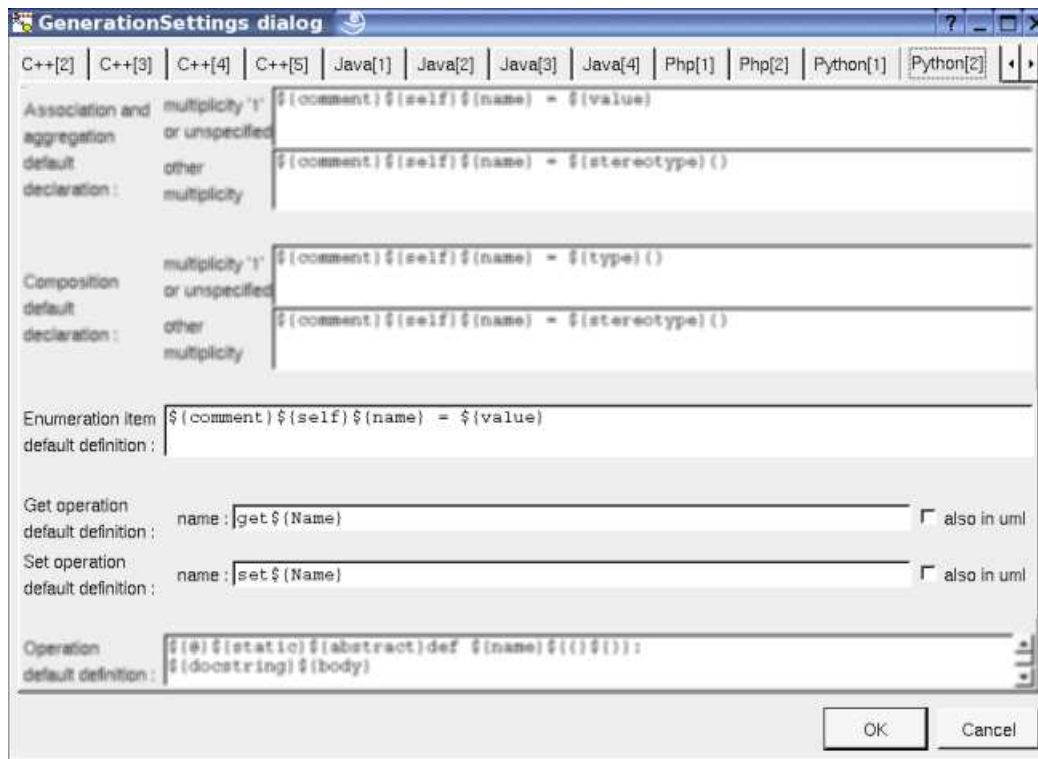 GenerationSettings dialog
C++[2] C++[3] C++[4] C++[5] Java[1] Java[2] Java[3] Java[4] Php[1] Php[2] Python[1] Python[2]
Association and aggregation default declaration :
multiplicity '1' or unspecified
${comment}${self}${name} = ${value}
other multiplicity
${comment}${self}${name} = ${stereotype}()
Composition default declaration :
multiplicity '1' or unspecified
${comment}${self}${name} = ${type}()
other multiplicity
${comment}${self}${name} = ${stereotype}()
Enumeration item default definition :
${comment}${self}${name} = ${value}
Get operation default definition :
name : get${Name}
also in uml
Set operation default definition :
name : set${Name}
also in uml
Operation default definition :
${@}${static}${abstract}def ${name}${(}${)}:
${docstring}${body}
OK Cancel